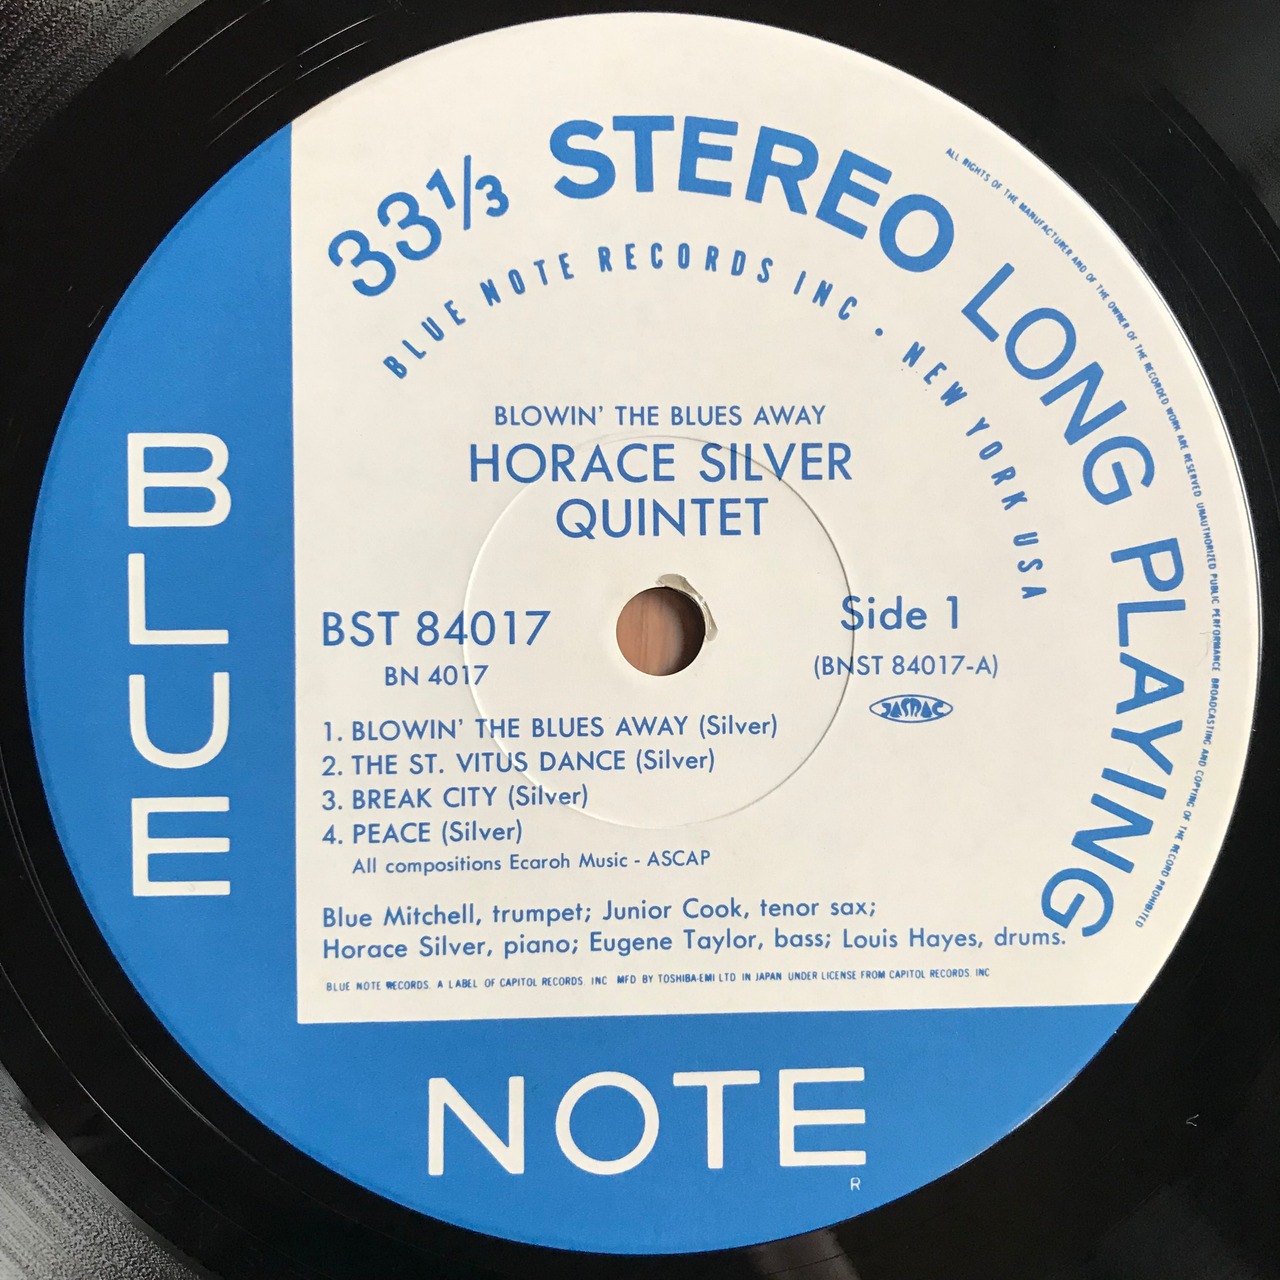 33⅓ STEREO LONG PLAYING
BLUE NOTE RECORDS INC • NEW YORK USA
ALL RIGHTS OF THE MANUFACTURER AND OF THE OWNER OF THE RECORDED WORK ARE RESERVED UNAUTHORIZED PUBLIC PERFORMANCE BROADCASTING AND COPYING OF THE RECORD PROHIBITED
BLOWIN' THE BLUES AWAY
HORACE SILVER
QUINTET
BST 84017
BN 4017
Side 1
(BNST 84017-A)
JASRAC
1. BLOWIN' THE BLUES AWAY (Silver)
2. THE ST. VITUS DANCE (Silver)
3. BREAK CITY (Silver)
4. PEACE (Silver)
All compositions Ecaroh Music - ASCAP
Blue Mitchell, trumpet; Junior Cook, tenor sax;
Horace Silver, piano; Eugene Taylor, bass; Louis Hayes, drums.
BLUE NOTE RECORDS. A LABEL OF CAPITOL RECORDS, INC MFD BY TOSHIBA-EMI LTD IN JAPAN UNDER LICENSE FROM CAPITOL RECORDS. INC
BLUE
NOTE
R